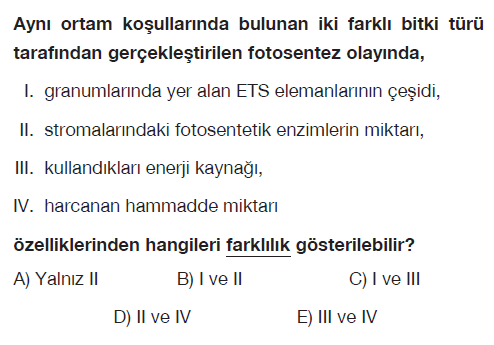 Aynı ortam koşullarında bulunan iki farklı bitki türü
tarafından gerçekleştirilen fotosentez olayında,
I. granumlarında yer alan ETS elemanlarının çeşidi,
II. stromalarındaki fotosentetik enzimlerin miktarı,
III. kullandıkları enerji kaynağı,
IV. harcanan hammadde miktarı
özelliklerinden hangileri farklılık gösterilebilir?
A) Yalnız II B) I ve II C) I ve III
D) II ve IV E) III ve IV